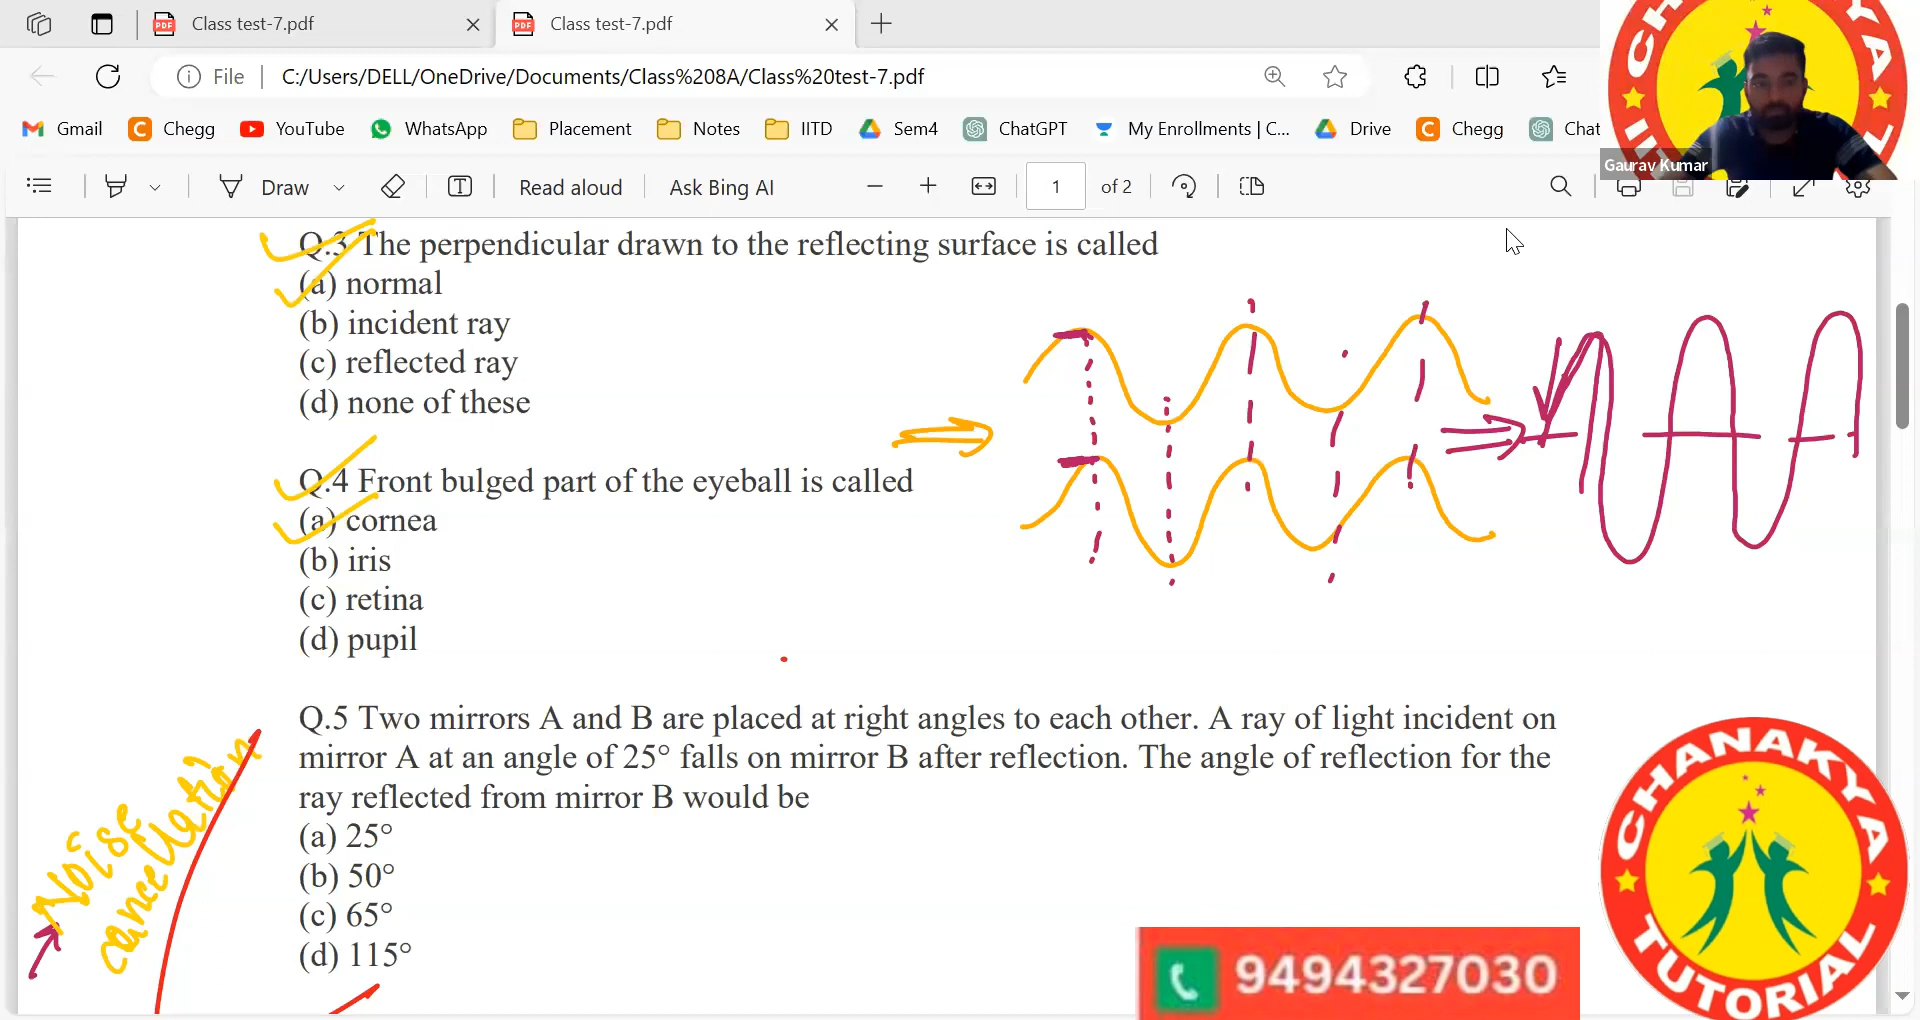 Class test-7.pdf
Class test-7.pdf
File
C:/Users/DELL/OneDrive/Documents/Class%208A/Class%20test-7.pdf
Gmail
Chegg
YouTube
WhatsApp
Placement
Notes
IITD
Sem4
ChatGPT
My Enrollments | C...
Drive
Chegg
Chat
Gaurav Kumar
Draw
Read aloud
Ask Bing AI
1 of 2
Q.3 The perpendicular drawn to the reflecting surface is called
(a) normal
(b) incident ray
(c) reflected ray
(d) none of these
Q.4 Front bulged part of the eyeball is called
(a) cornea
(b) iris
(c) retina
(d) pupil
Q.5 Two mirrors A and B are placed at right angles to each other. A ray of light incident on
mirror A at an angle of 25° falls on mirror B after reflection. The angle of reflection for the
ray reflected from mirror B would be
(a) 25°
(b) 50°
(c) 65°
(d) 115°
Noise
cancellation
9494327030
CHANAKYA
TUTORIAL